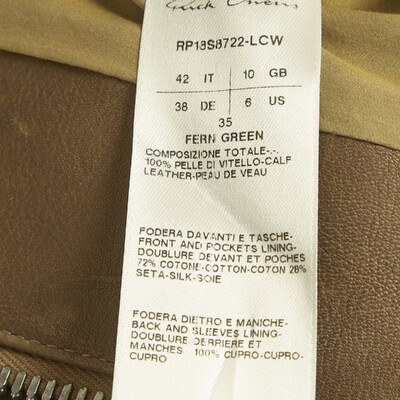 Rick Owens
RP18S8722-LCW
42 IT 10 GB
38 DE 6 US
35
FERN GREEN
COMPOSIZIONE TOTALE-.-.
100% PELLE DI VITELLO-CALF
LEATHER-PEAU DE VEAU
FODERA DAVANTI E TASCHE-
FRONT AND POCKETS LINING-
DOUBLURE DEVANT ET POCHES
72% COTONE-COTTON-COTON 28%
SETA-SILK-SOIE
FODERA DIETRO E MANICHE-
BACK AND SLEEVES LINING-
DOUBLURE DERRIERE ET
MANCHES 100% CUPRO-CUPRO-
CUPRO